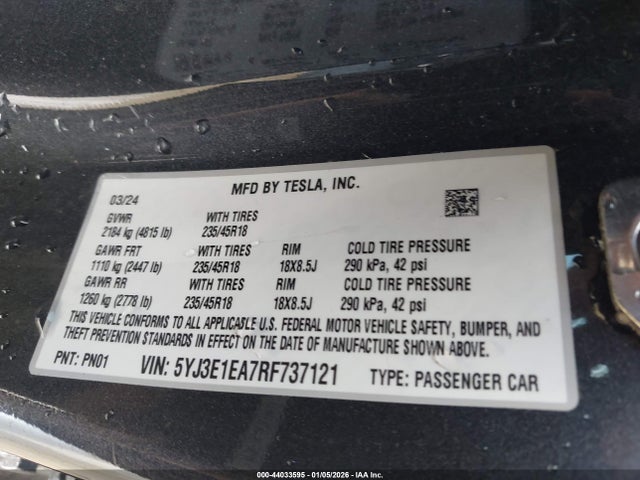 MFD BY TESLA, INC.
03/24
GVWR WITH TIRES
2184 kg (4815 lb) 235/45R18
GAWR FRT WITH TIRES RIM COLD TIRE PRESSURE
1110 kg (2447 lb) 235/45R18 18X8.5J 290 kPa, 42 psi
GAWR RR WITH TIRES RIM COLD TIRE PRESSURE
1260 kg (2778 lb) 235/45R18 18X8.5J 290 kPa, 42 psi
THIS VEHICLE CONFORMS TO ALL APPLICABLE U.S. FEDERAL MOTOR VEHICLE SAFETY, BUMPER, AND
THEFT PREVENTION STANDARDS IN EFFECT ON THE DATE OF MANUFACTURE SHOWN ABOVE.
PNT: PN01 VIN: 5YJ3E1EA7RF737121 TYPE: PASSENGER CAR
000-44033595 - 01/05/2026 - IAA Inc.